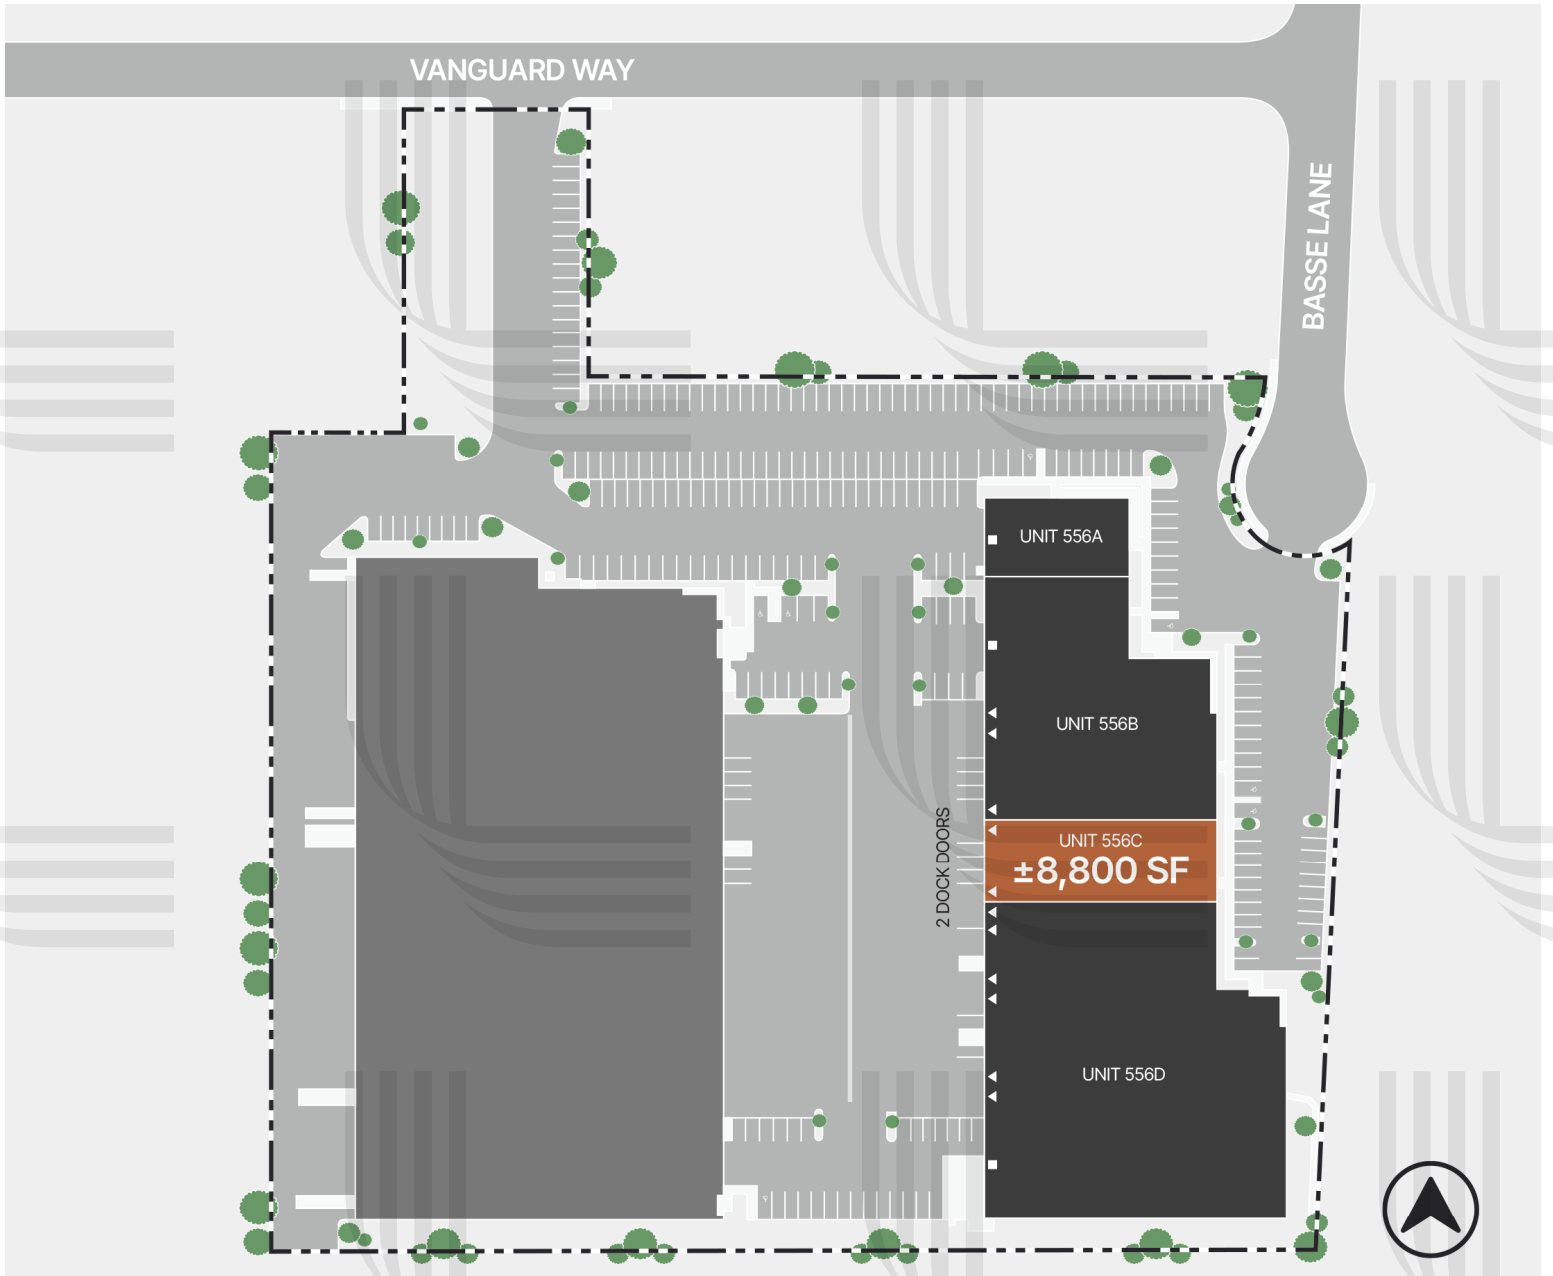 VANGUARD WAY
BASSE LANE
UNIT 556A
UNIT 556B
2 DOCK DOORS
UNIT 556C
±8,800 SF
UNIT 556D